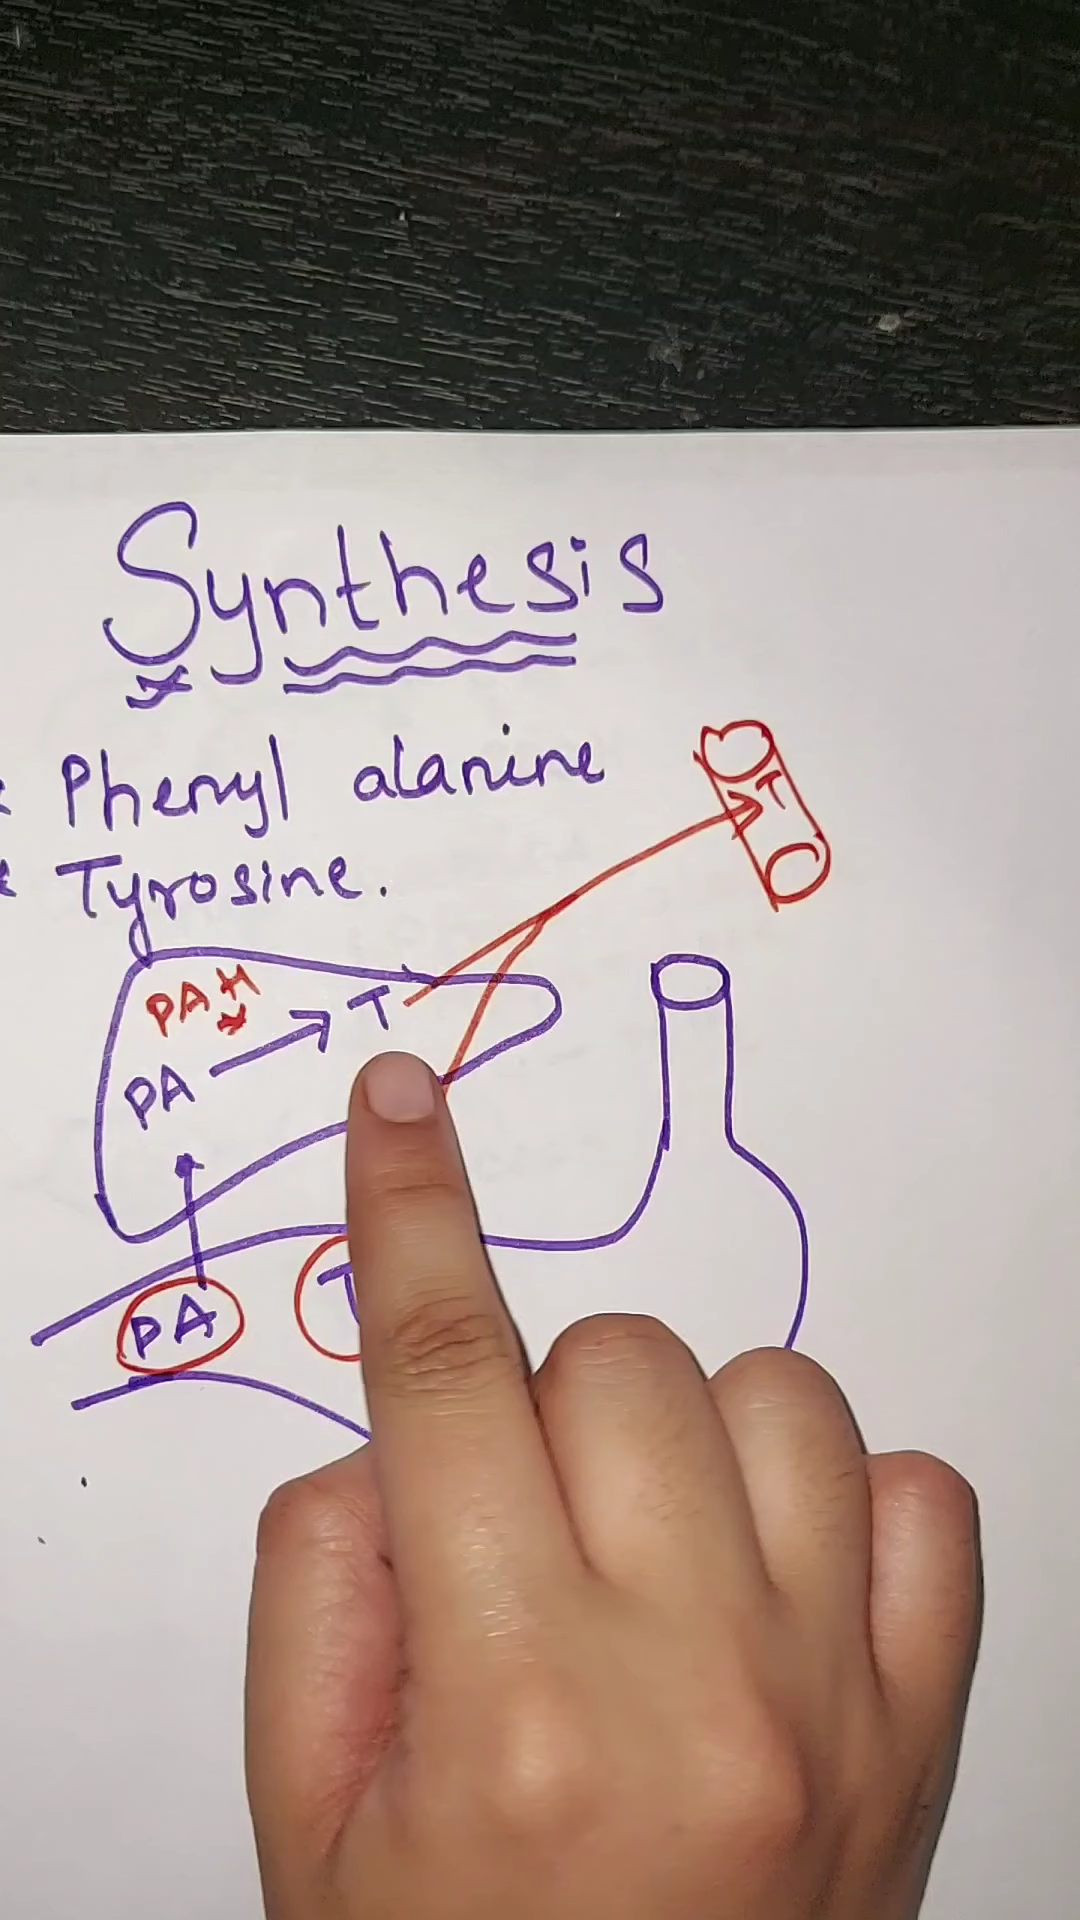 Synthesis
* Phenyl alanine
* Tyrosine.
T
PAH
PA → T
PA T